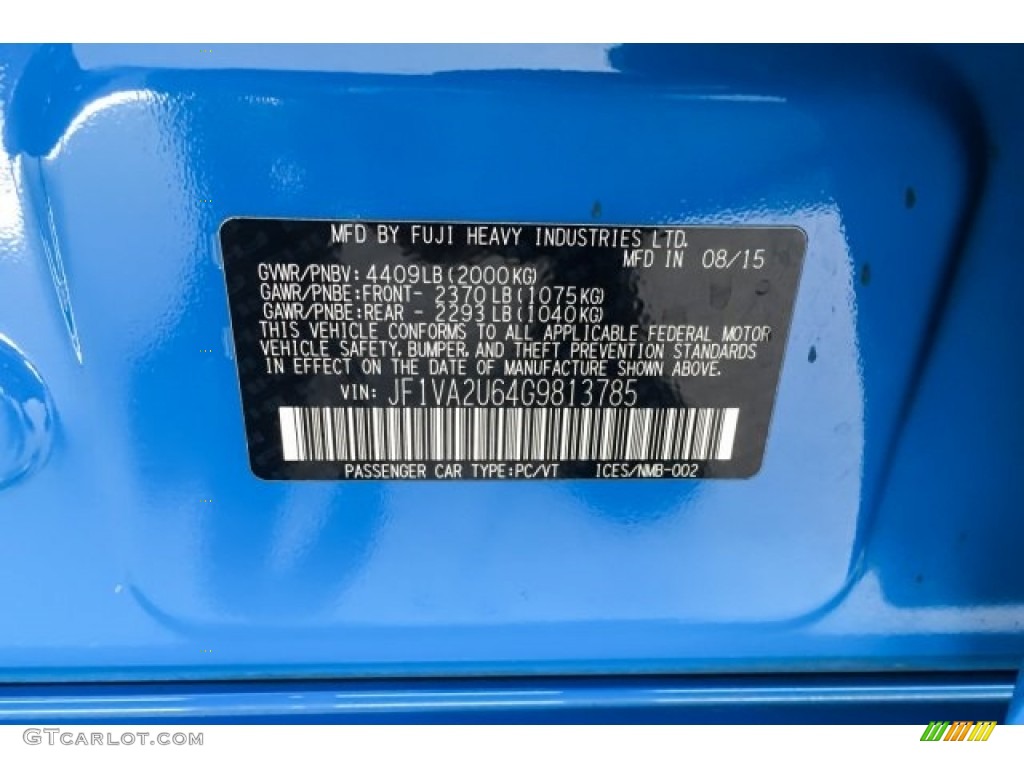 MFD BY FUJI HEAVY INDUSTRIES LTD.
MFD IN 08/15
GVWR/PNBV: 4409LB(2000KG)
GAWR/PNBE:FRONT- 2370LB(1075KG)
GAWR/PNBE:REAR - 2293LB(1040KG)
THIS VEHICLE CONFORMS TO ALL APPLICABLE FEDERAL MOTOR
VEHICLE SAFETY, BUMPER, AND THEFT PREVENTION STANDARDS
IN EFFECT ON THE DATE OF MANUFACTURE SHOWN ABOVE.
VIN: JF1VA2U64G9813785
PASSENGER CAR TYPE:PC/VT ICES/NMB-002
GTCARLOT.COM